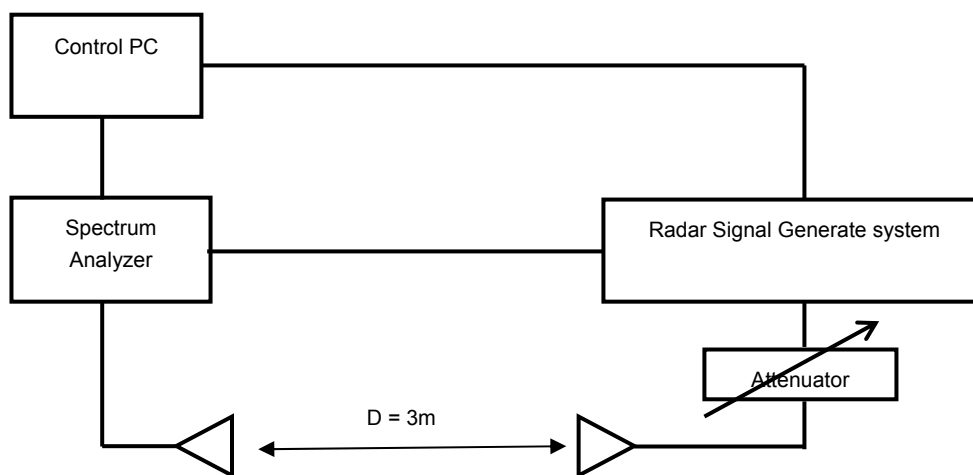 Control PC
Spectrum
Analyzer
Radar Signal Generate system
Attenuator
D = 3m